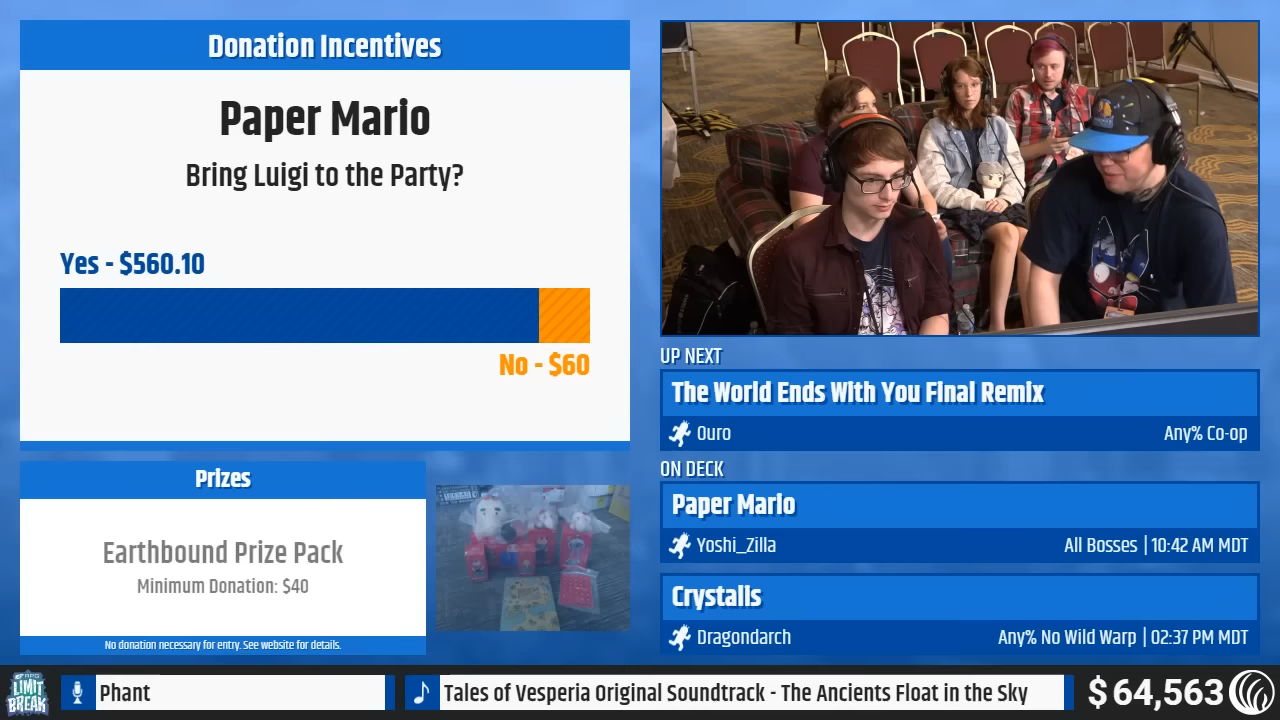 Donation Incentives
Paper Mario
Bring Luigi to the Party?
Yes - $560.10
No - $60
Prizes
Earthbound Prize Pack
Minimum Donation: $40
No donation necessary for entry. See website for details.
UP NEXT
The World Ends With You Final Remix
Ouro
Any% Co-op
ON DECK
Paper Mario
Yoshi_Zilla
All Bosses | 10:42 AM MDT
Crystalis
Dragondarch
Any% No Wild Warp | 02:37 PM MDT
RPG
LIMIT
BREAK
Phant
Tales of Vesperia Original Soundtrack - The Ancients Float in the Sky
$64,563